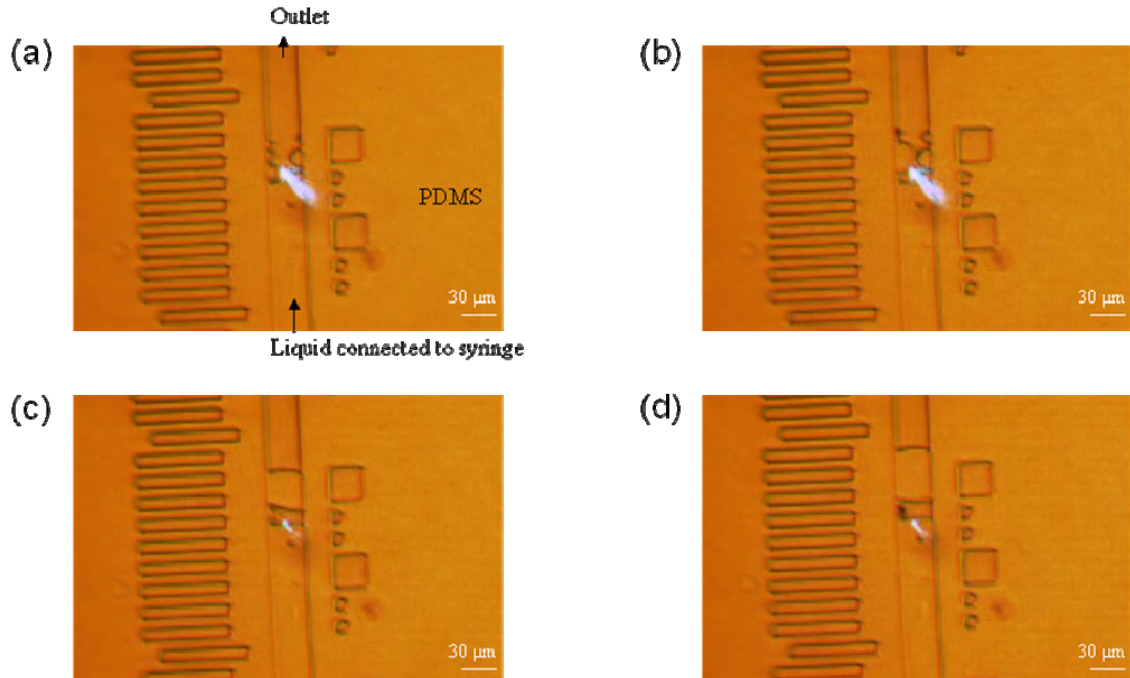 Outlet
(a)
(b)
PDMS
30 μm
30 μm
Liquid connected to syringe
(c)
(d)
30 μm
30 μm